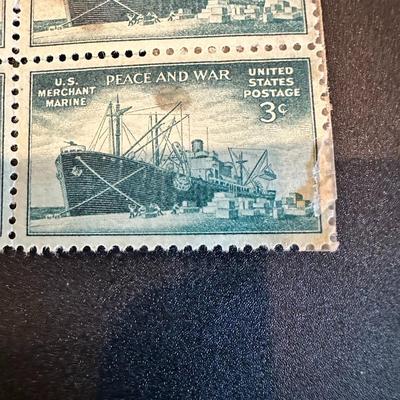 U.S.
MERCHANT
MARINE
PEACE AND WAR
UNITED
STATES
POSTAGE
3¢